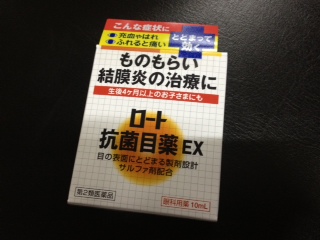 こんな症状に
●充血やはれ
●ふれると痛い
とどまって
効く
ものもらい
結膜炎の治療に
生後4ヶ月以上のお子さまにも
ロート
抗菌目薬EX
目の表面にとどまる製剤設計
サルファ剤配合
第2類医薬品
眼科用薬 10mL